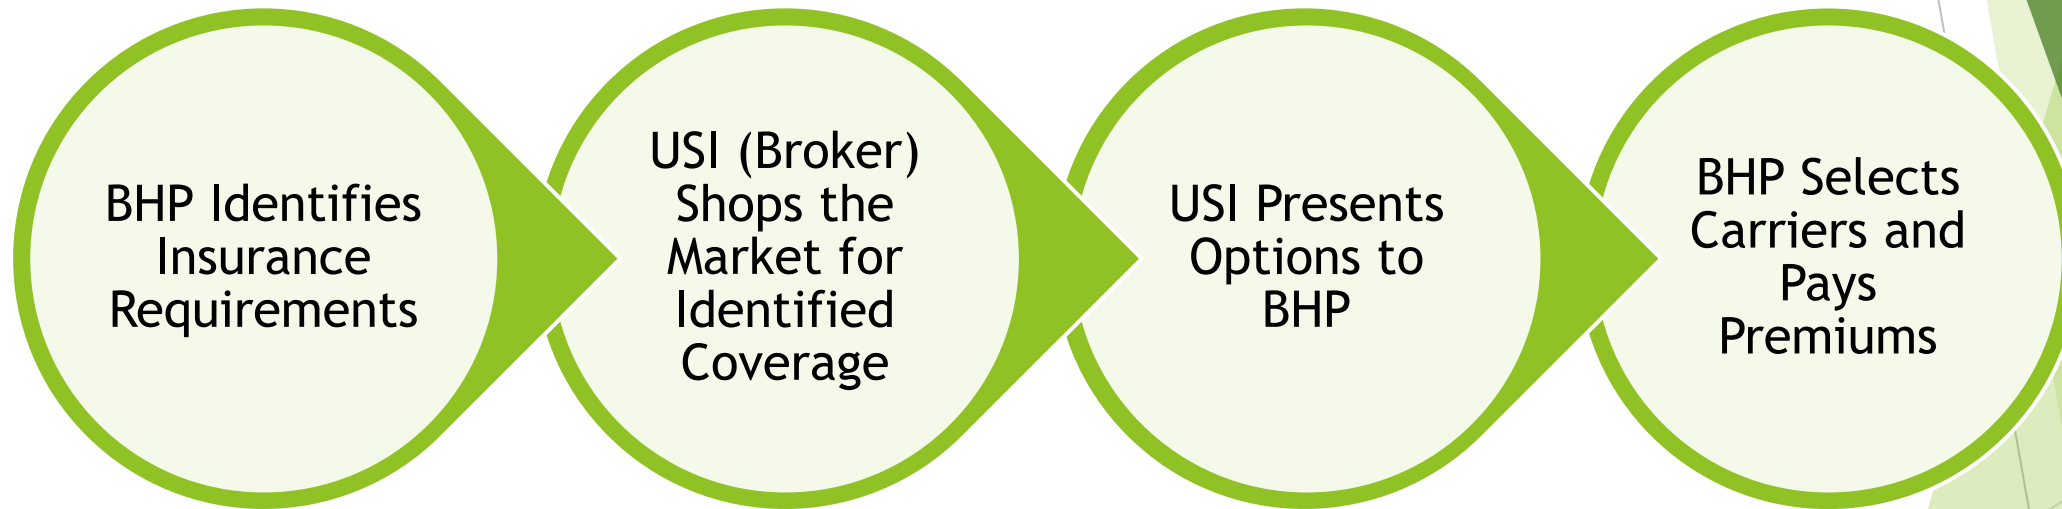 BHP Identifies
Insurance
Requirements
USI (Broker)
Shops the
Market for
Identified
Coverage
USI Presents
Options to
BHP
BHP Selects
Carriers and
Pays
Premiums